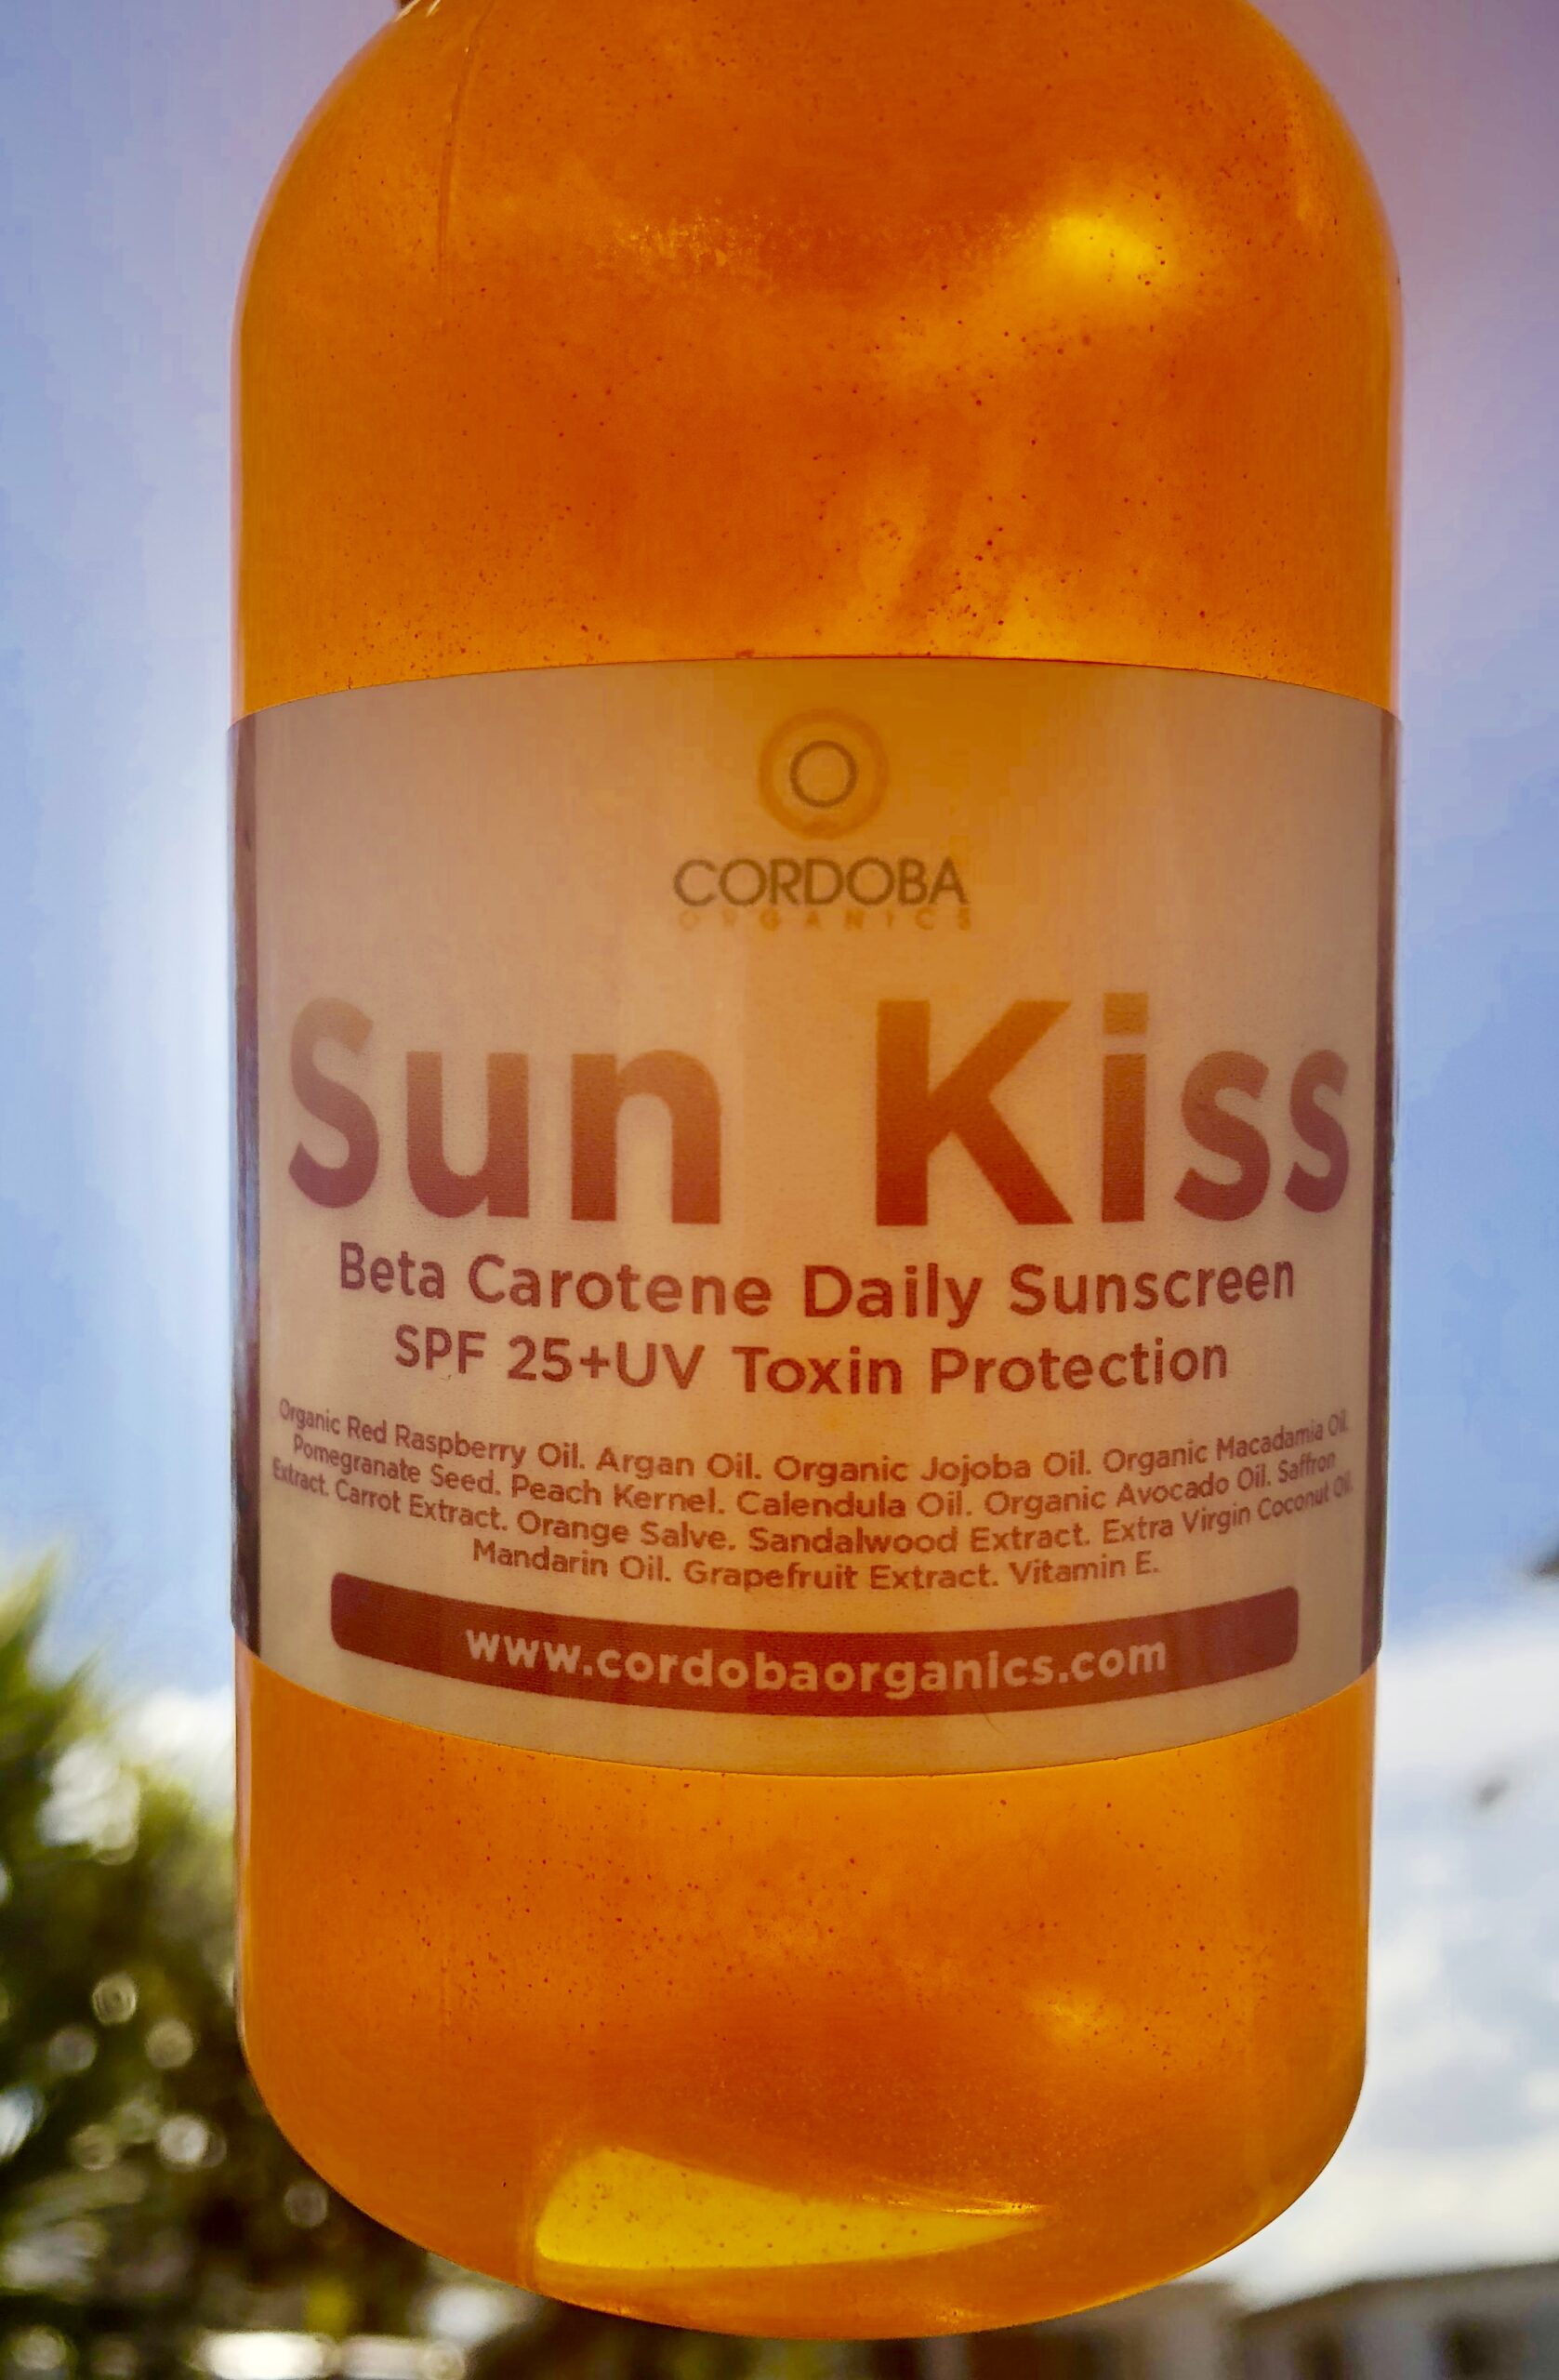 CORDOBA
ORGANICS
Sun Kiss
Beta Carotene Daily Sunscreen
SPF 25+UV Toxin Protection
Organic Red Raspberry Oil. Argan Oil. Organic Jojoba Oil. Organic Macadamia Oil.
Pomegranate Seed. Peach Kernel. Calendula Oil. Organic Avocado Oil. Saffron
Extract. Carrot Extract. Orange Salve. Sandalwood Extract. Extra Virgin Coconut Oil.
Mandarin Oil. Grapefruit Extract. Vitamin E.
www.cordobaorganics.com